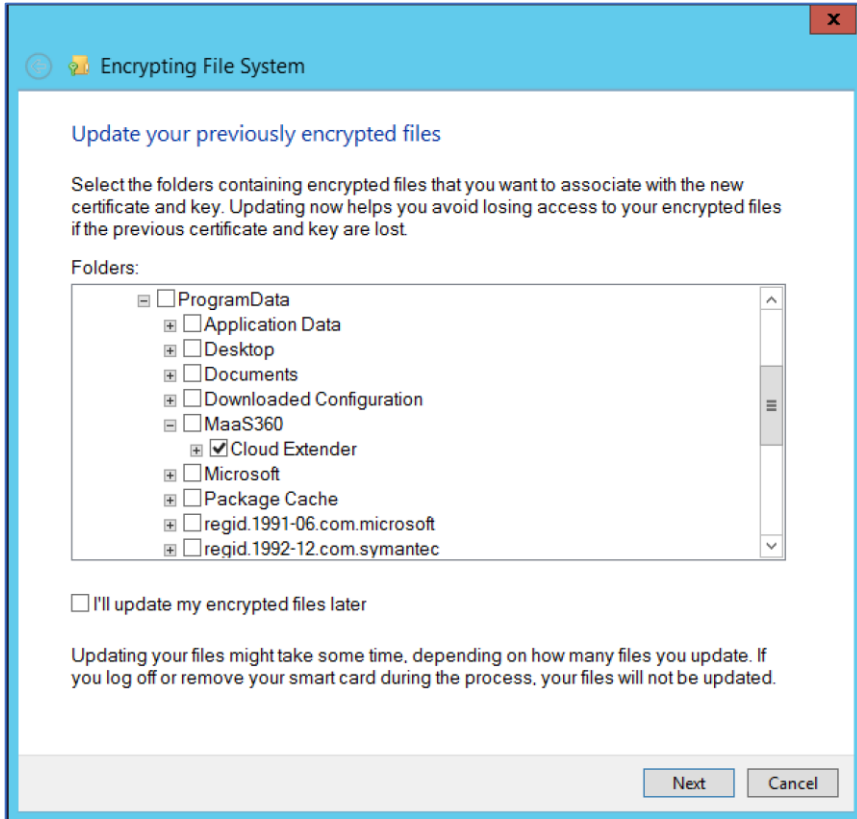 x
Encrypting File System
Update your previously encrypted files
Select the folders containing encrypted files that you want to associate with the new
certificate and key. Updating now helps you avoid losing access to your encrypted files
if the previous certificate and key are lost.
Folders:
ProgramData
Application Data
Desktop
Documents
Downloaded Configuration
MaaS360
Cloud Extender
Microsoft
Package Cache
regid.1991-06.com.microsoft
regid.1992-12.com.symantec
I'll update my encrypted files later
Updating your files might take some time, depending on how many files you update. If
you log off or remove your smart card during the process, your files will not be updated.
Next Cancel